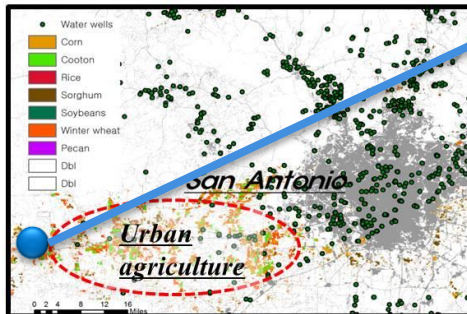 Water wells
Corn
Cooton
Rice
Sorghum
Soybeans
Winter wheat
Pecan
Dbl
Dbl
San Antonio
Urban
agriculture
0 2 4 8 12 16
Miles